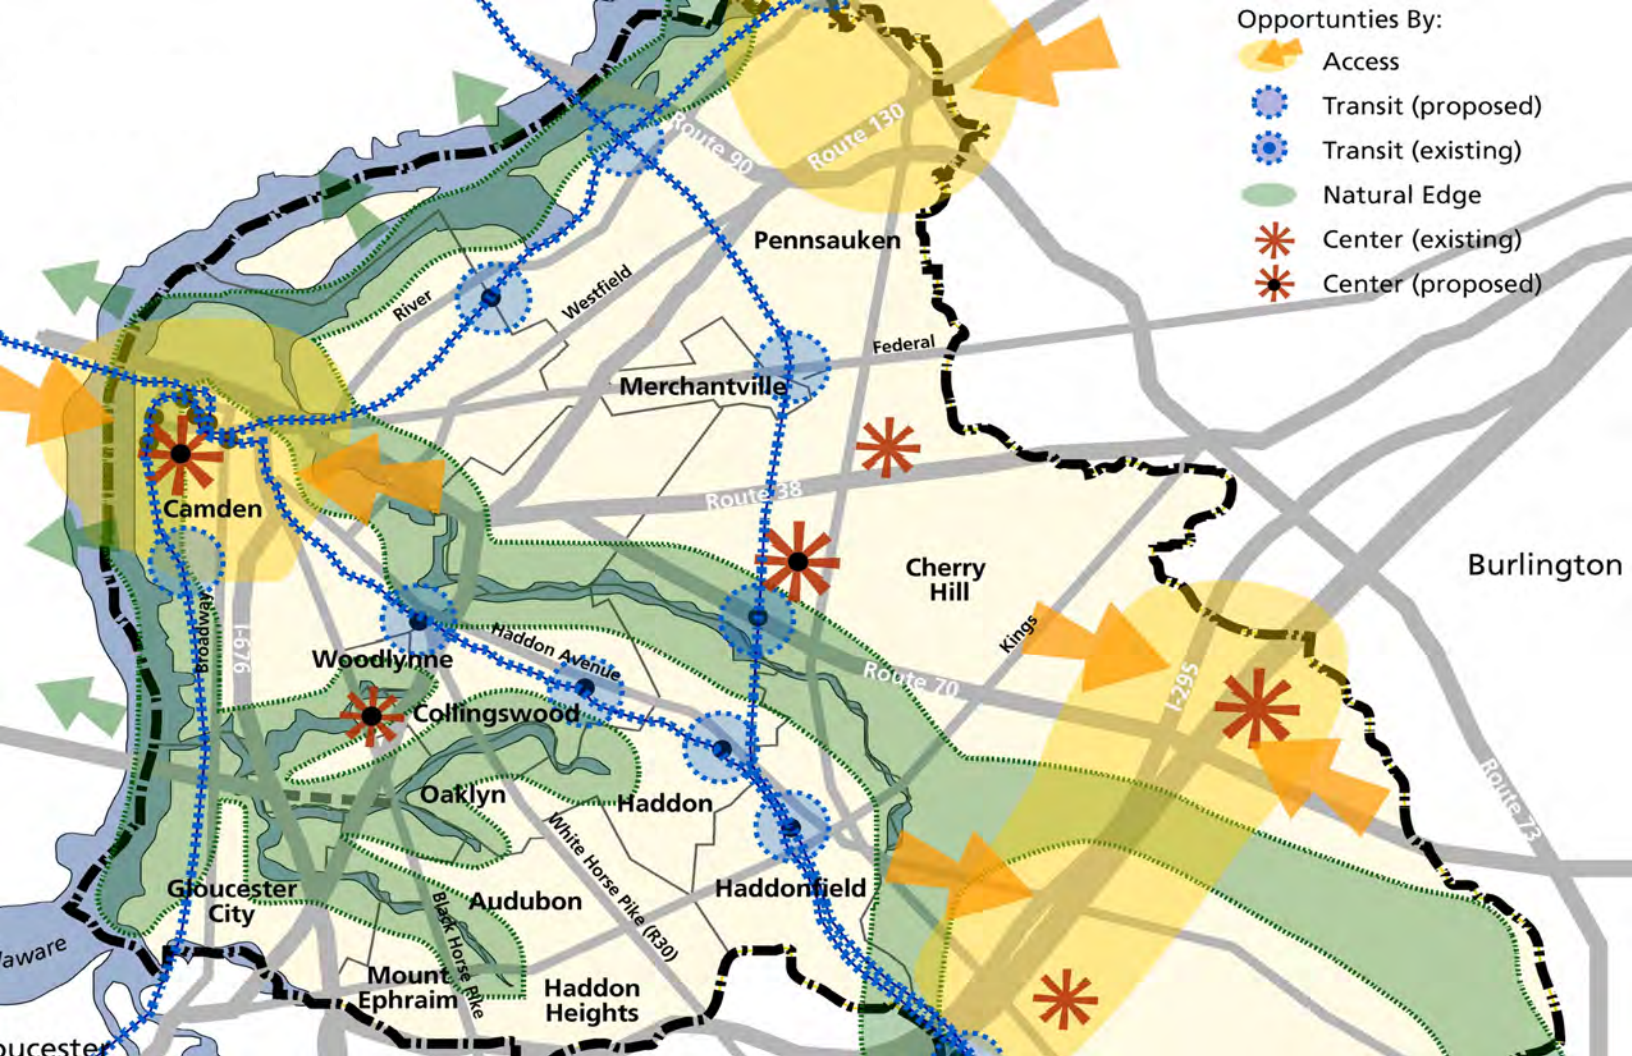 Opportunties By:
Access
Transit (proposed)
Transit (existing)
Natural Edge
Center (existing)
Center (proposed)
Route 90
Route 130
Pennsauken
River
Westfield
Federal
Merchantville
Route 38
Camden
Cherry
Hill
Burlington
Broadway
I-676
Haddon Avenue
Kings
Woodlynne
Route 70
I-295
Collingswood
Route 73
Oaklyn
Haddon
White Horse Pike (R30)
Gloucester
City
Audubon
Haddonfield
Black Horse Pike
laware
Mount
Ephraim
Haddon
Heights
oucester